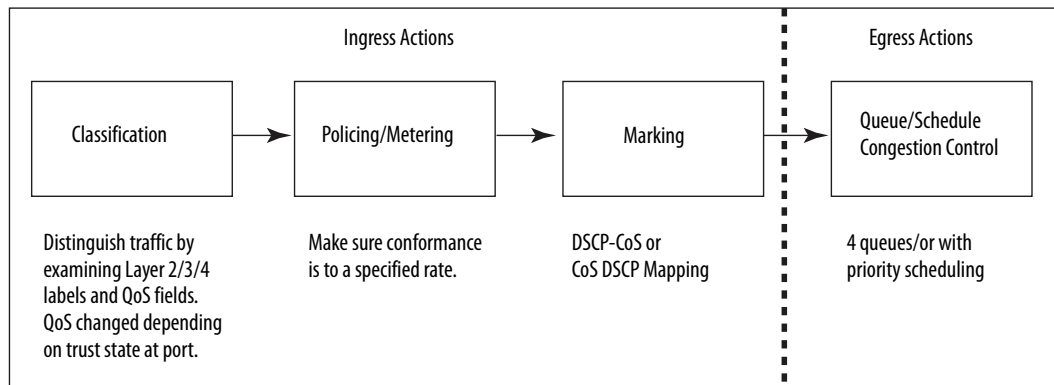 Ingress Actions
Egress Actions
Classification
Policing/Metering
Marking
Queue/Schedule
Congestion Control
Distinguish traffic by
examining Layer 2/3/4
labels and QoS fields.
QoS changed depending
on trust state at port.
Make sure conformance
is to a specified rate.
DSCP-CoS or
CoS DSCP Mapping
4 queues/or with
priority scheduling